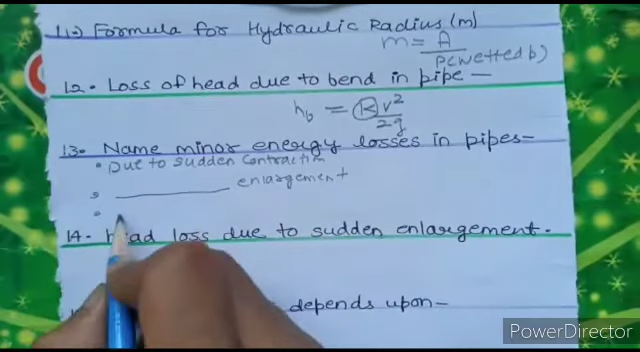 11.) Formula for Hydraulic Radius (m)
m = A / P(wetted b)
12. Loss of head due to bend in pipe —
h_b = K v²/2g
13. Name minor energy losses in pipes—
• Due to sudden contraction
• ———— enlargement
•
14. Head loss due to sudden enlargement.
depends upon—
PowerDirector